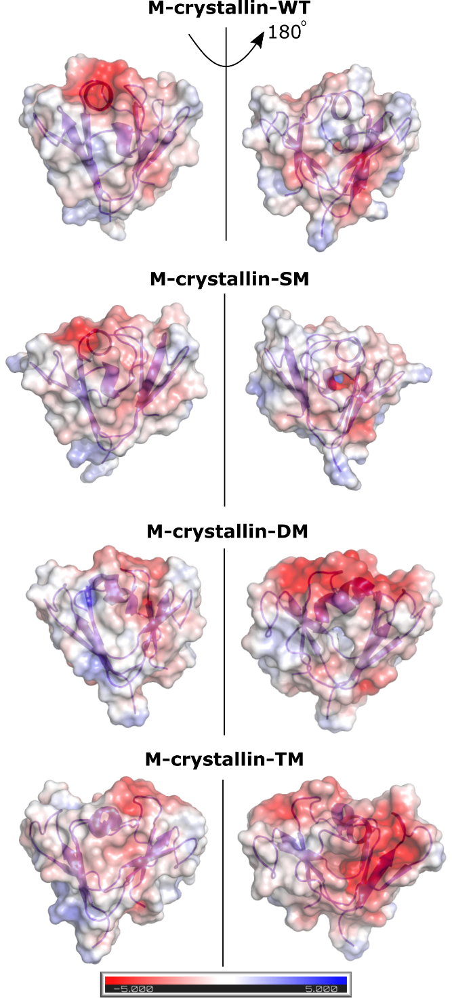 M-crystallin-WT
180°
M-crystallin-SM
M-crystallin-DM
M-crystallin-TM
-5.000 5.000